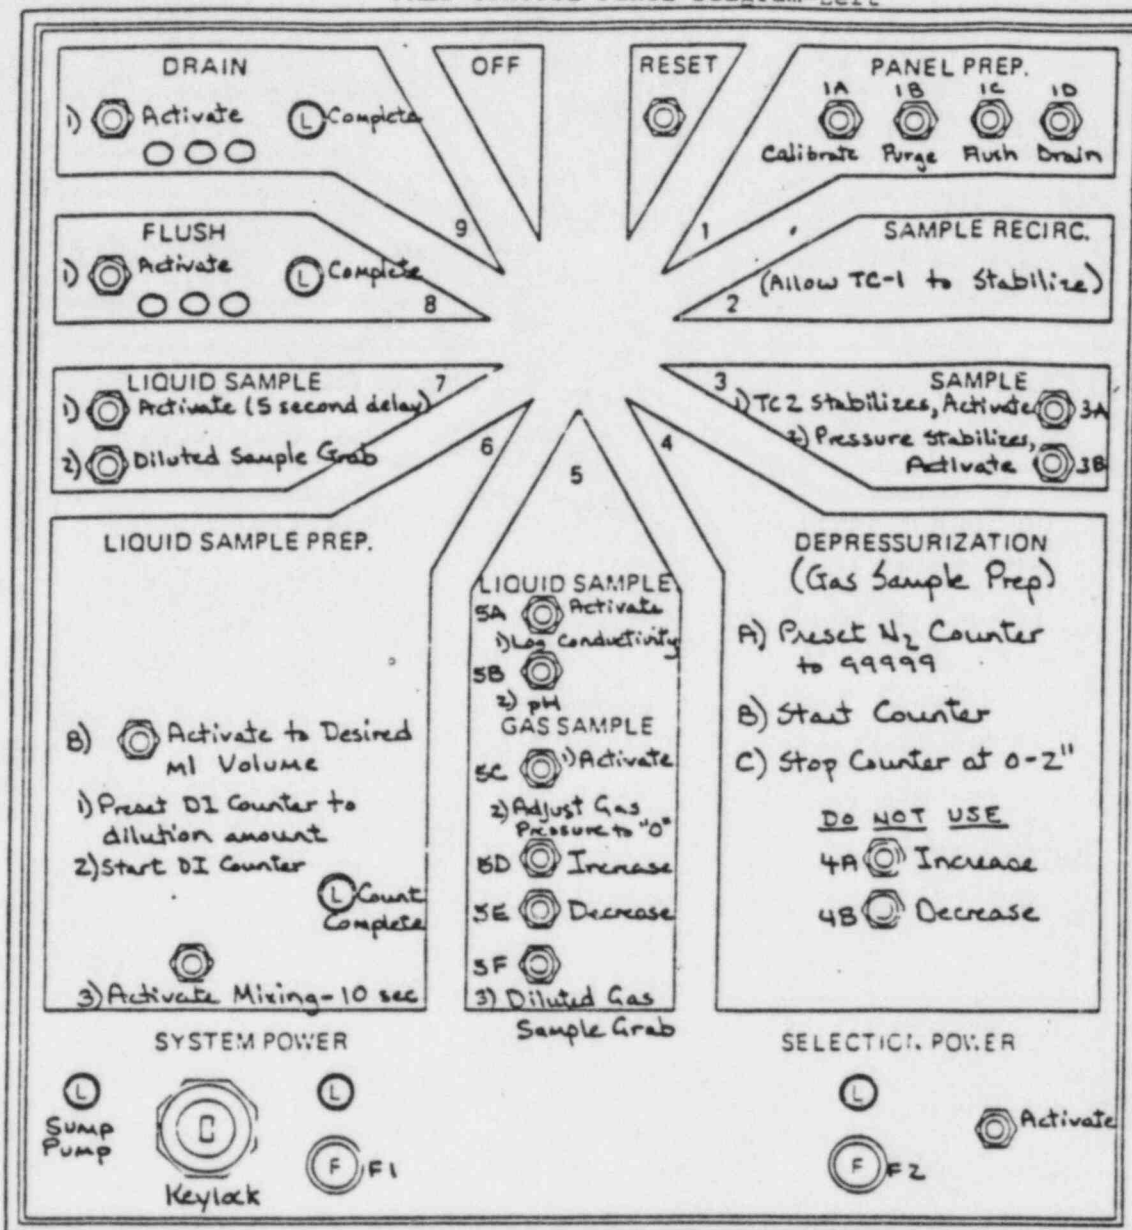 DRAIN
1) Activate L Complete
OFF
RESET
PANEL PREP.
1A 1B 1C 1D
Calibrate Purge Flush Drain
9
1
FLUSH
1) Activate L Complete
8
SAMPLE RECIRC.
(Allow TC-1 to Stabilize)
2
LIQUID SAMPLE
7
1) Activate (5 second delay)
2) Diluted Sample Grab
3
SAMPLE
1) TC2 Stabilizes, Activate 3A
2) Pressure Stabilizes,
Activate 3B
6
5
4
LIQUID SAMPLE PREP.
B) Activate to Desired
ml Volume
1) Preset DI Counter to
dilution amount
2) Start DI Counter
L Count
Complete
3) Activate Mixing - 10 sec
LIQUID SAMPLE
5A Activate
1) Log Conductivity
5B
2) pH
GAS SAMPLE
5C 1) Activate
2) Adjust Gas
Pressure to "0"
5D Increase
5E Decrease
5F
3) Diluted Gas
Sample Grab
DEPRESSURIZATION
(Gas Sample Prep)
A) Preset N2 Counter
to 99999
B) Start Counter
C) Stop Counter at 0-2"
DO NOT USE
4A Increase
4B Decrease
SYSTEM POWER
L
Sump
Pump
Keylock
L
F F1
SELECTION POWER
L
F F2
Activate